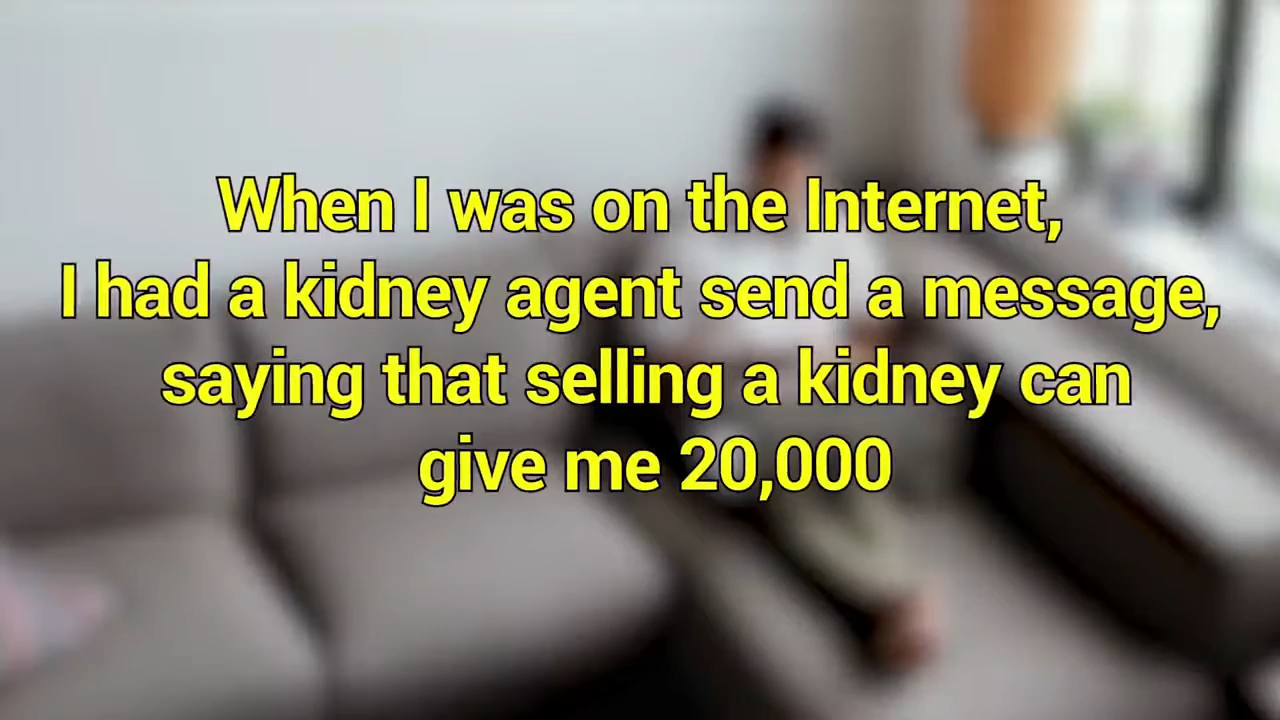 When I was on the Internet,
I had a kidney agent send a message,
saying that selling a kidney can
give me 20,000